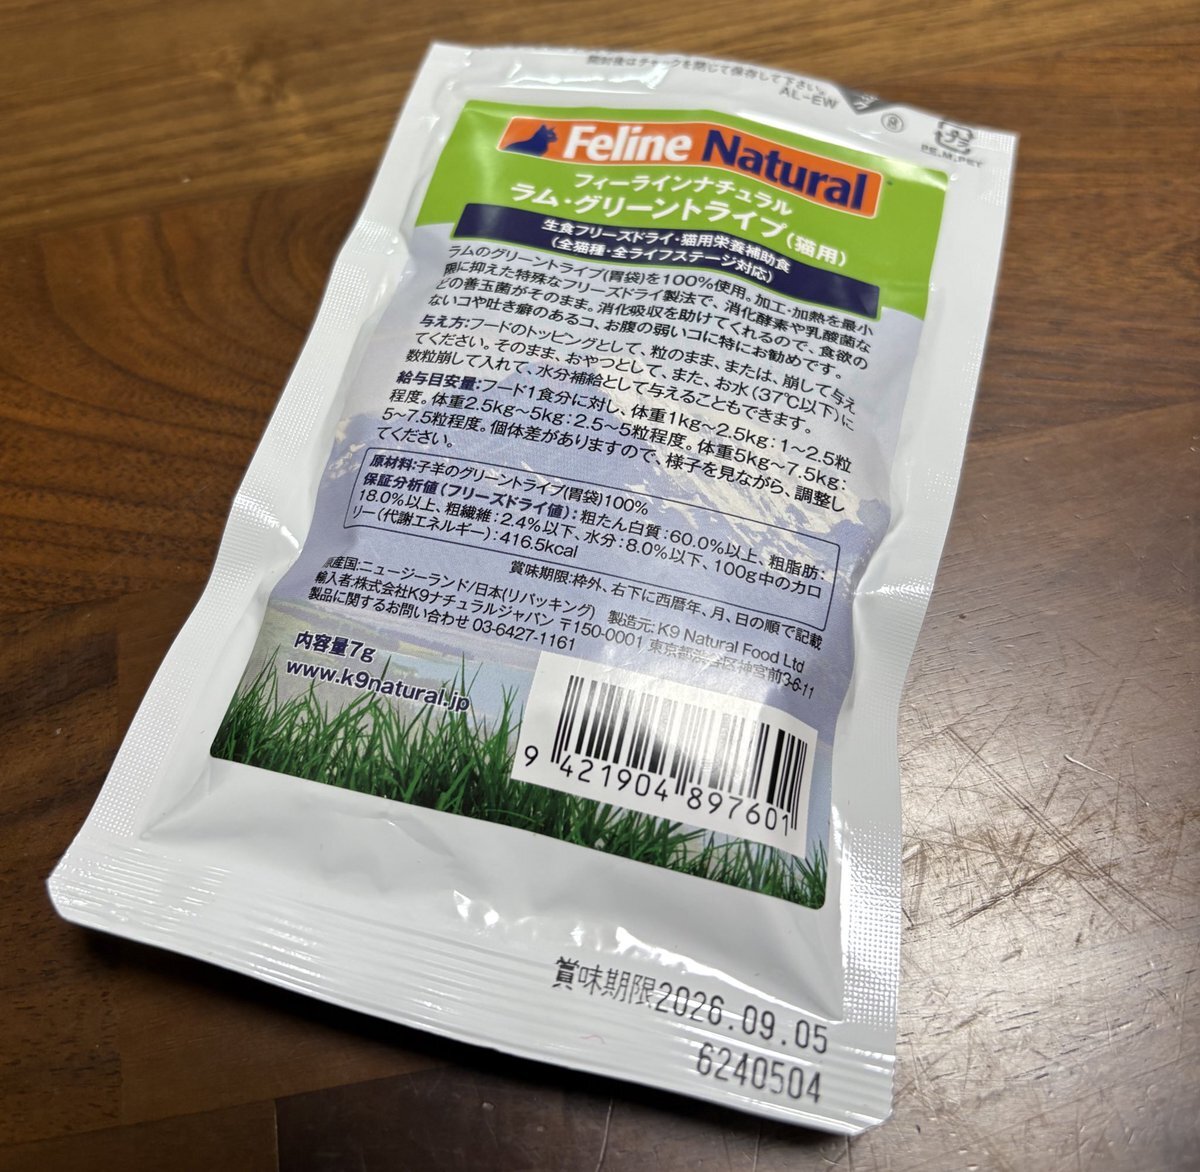 開封後はチャックを閉じて保存して下さい。
AL-EW
プラ
PE,M,PET
Feline Natural
フィーラインナチュラル
ラム・グリーントライプ(猫用)
生食フリーズドライ・猫用栄養補助食
(全猫種・全ライフステージ対応)
ラムのグリーントライプ(胃袋)を100%使用。加工・加熱を最小
限に抑えた特殊なフリーズドライ製法で、消化酵素や乳酸菌な
どの善玉菌がそのまま。消化吸収を助けてくれるので、食欲の
ないコや吐き癖のあるコ、お腹の弱いコに特にお勧めです。
与え方:フードのトッピングとして、粒のまま、または、崩して与え
てください。そのまま、おやつとして、また、お水(37℃以下)に
数粒崩して入れて、水分補給として与えることもできます。
給与目安量:フード1食分に対し、体重1kg〜2.5kg:1〜2.5粒
程度。体重2.5kg〜5kg:2.5〜5粒程度。体重5kg〜7.5kg:
5〜7.5粒程度。個体差がありますので、様子を見ながら、調整し
てください。
原材料:子羊のグリーントライプ(胃袋)100%
保証分析値(フリーズドライ値):粗たん白質:60.0%以上、粗脂肪:
18.0%以上、粗繊維:2.4%以下、水分:8.0%以下、100g中のカロ
リー(代謝エネルギー):416.5kcal
賞味期限:枠外、右下に西暦年、月、日の順で記載
原産国:ニュージーランド/日本(リパッキング) 製造元:K9 Natural Food Ltd
輸入者:株式会社K9ナチュラルジャパン 〒150-0001 東京都渋谷区神宮前3-6-11
製品に関するお問い合わせ 03-6427-1161
内容量7g
www.k9natural.jp
9 421904 897601
賞味期限2026.09.05
6240504